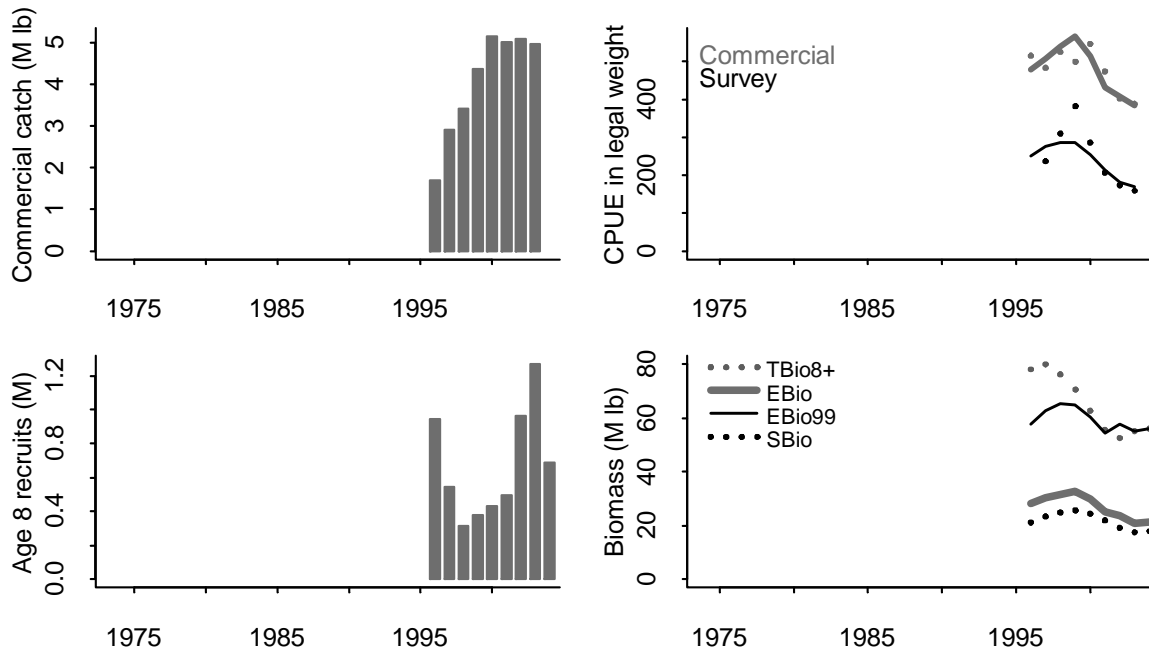 Commercial catch (M lb)
0 1 2 3 4 5
1975 1985 1995
CPUE in legal weight
0 200 400
Commercial
Survey
1975 1985 1995
Age 8 recruits (M)
0.0 0.4 0.8 1.2
1975 1985 1995
Biomass (M lb)
0 20 40 60 80
TBio8+
EBio
EBio99
SBio
1975 1985 1995